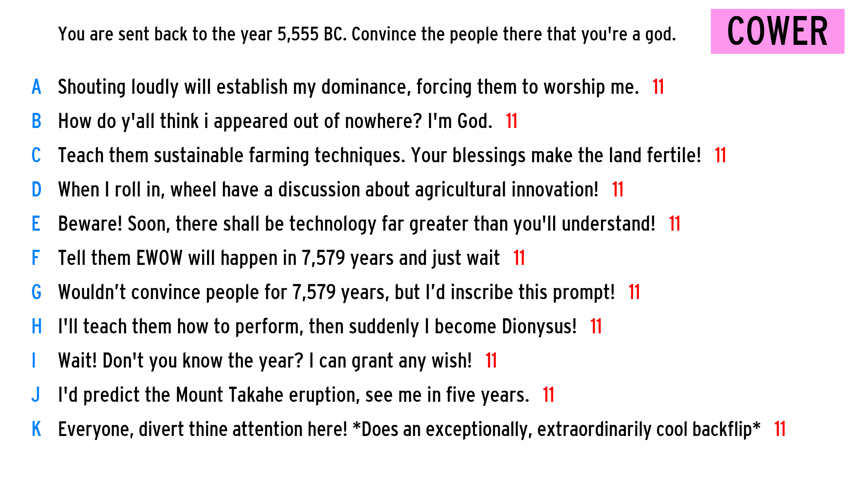 You are sent back to the year 5,555 BC. Convince the people there that you're a god.
COWER
A Shouting loudly will establish my dominance, forcing them to worship me. 11
B How do y'all think i appeared out of nowhere? I'm God. 11
C Teach them sustainable farming techniques. Your blessings make the land fertile! 11
D When I roll in, wheel have a discussion about agricultural innovation! 11
E Beware! Soon, there shall be technology far greater than you'll understand! 11
F Tell them EWOW will happen in 7,579 years and just wait 11
G Wouldn’t convince people for 7,579 years, but I’d inscribe this prompt! 11
H I'll teach them how to perform, then suddenly I become Dionysus! 11
I Wait! Don't you know the year? I can grant any wish! 11
J I'd predict the Mount Takahe eruption, see me in five years. 11
K Everyone, divert thine attention here! *Does an exceptionally, extraordinarily cool backflip* 11